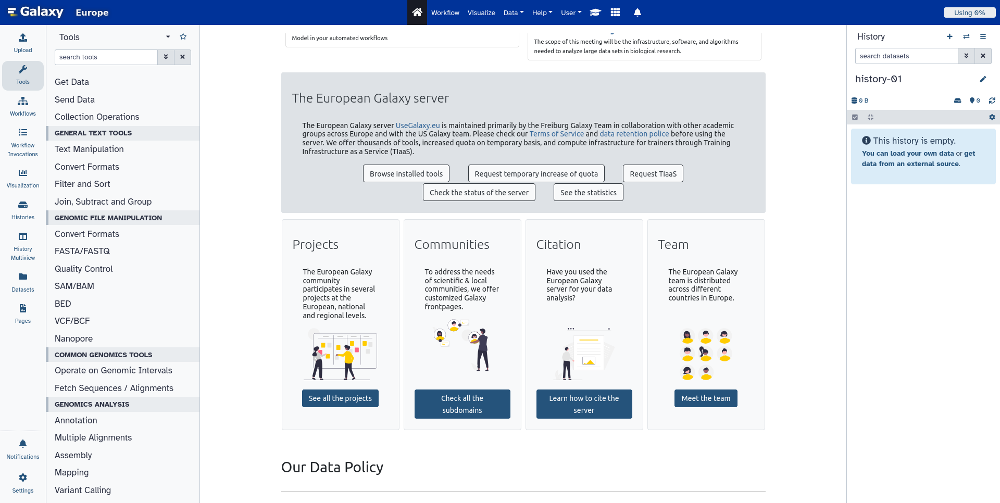 Galaxy Europe
Workflow Visualize Data Help User
Using 0%
Upload
Tools
Workflows
Workflow
Invocations
Visualization
Histories
History
Multiview
Datasets
Pages
Notifications
Settings
Tools
search tools
Get Data
Send Data
Collection Operations
GENERAL TEXT TOOLS
Text Manipulation
Convert Formats
Filter and Sort
Join, Subtract and Group
GENOMIC FILE MANIPULATION
Convert Formats
FASTA/FASTQ
Quality Control
SAM/BAM
BED
VCF/BCF
Nanopore
COMMON GENOMICS TOOLS
Operate on Genomic Intervals
Fetch Sequences / Alignments
GENOMICS ANALYSIS
Annotation
Multiple Alignments
Assembly
Mapping
Variant Calling
Model in your automated workflows
The scope of this meeting will be the infrastructure, software, and algorithms
needed to analyze large data sets in biological research.
The European Galaxy server
The European Galaxy server UseGalaxy.eu is maintained primarily by the Freiburg Galaxy Team in collaboration with other academic
groups across Europe and with the US Galaxy team. Please check our Terms of Service and data retention policy before using the
server. We offer thousands of tools, increased quota on temporary basis, and compute infrastructure for trainers through Training
Infrastructure as a Service (TIaaS).
Browse installed tools
Request temporary increase of quota
Request TIaaS
Check the status of the server
See the statistics
Projects
The European Galaxy
community
participates in several
projects at the
European, national
and regional levels.
See all the projects
Communities
To address the needs
of scientific & local
communities, we offer
customized Galaxy
frontpages.
Check all the
subdomains
Citation
Have you used the
European Galaxy
server for your data
analysis?
Learn how to cite the
server
Team
The European Galaxy
team is distributed
across different
countries in Europe.
Meet the team
Our Data Policy
History
search datasets
history-01
0 B
0
This history is empty.
You can load your own data or get
data from an external source.